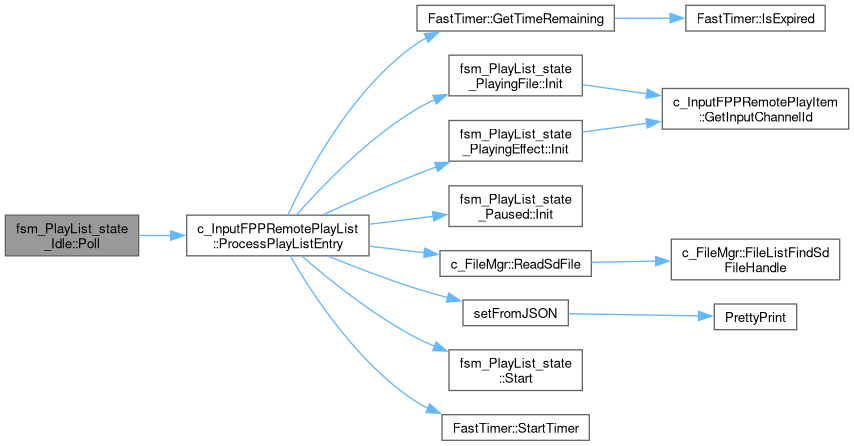 fsm_PlayList_state
_Idle::Poll
c_InputFPPRemotePlayList
::ProcessPlayListEntry
FastTimer::GetTimeRemaining
FastTimer::IsExpired
fsm_PlayList_state
_PlayingFile::Init
c_InputFPPRemotePlayItem
::GetInputChannelId
fsm_PlayList_state
_PlayingEffect::Init
fsm_PlayList_state
_Paused::Init
c_FileMgr::ReadSdFile
c_FileMgr::FileListFindSd
FileHandle
setFromJSON
PrettyPrint
fsm_PlayList_state
::Start
FastTimer::StartTimer